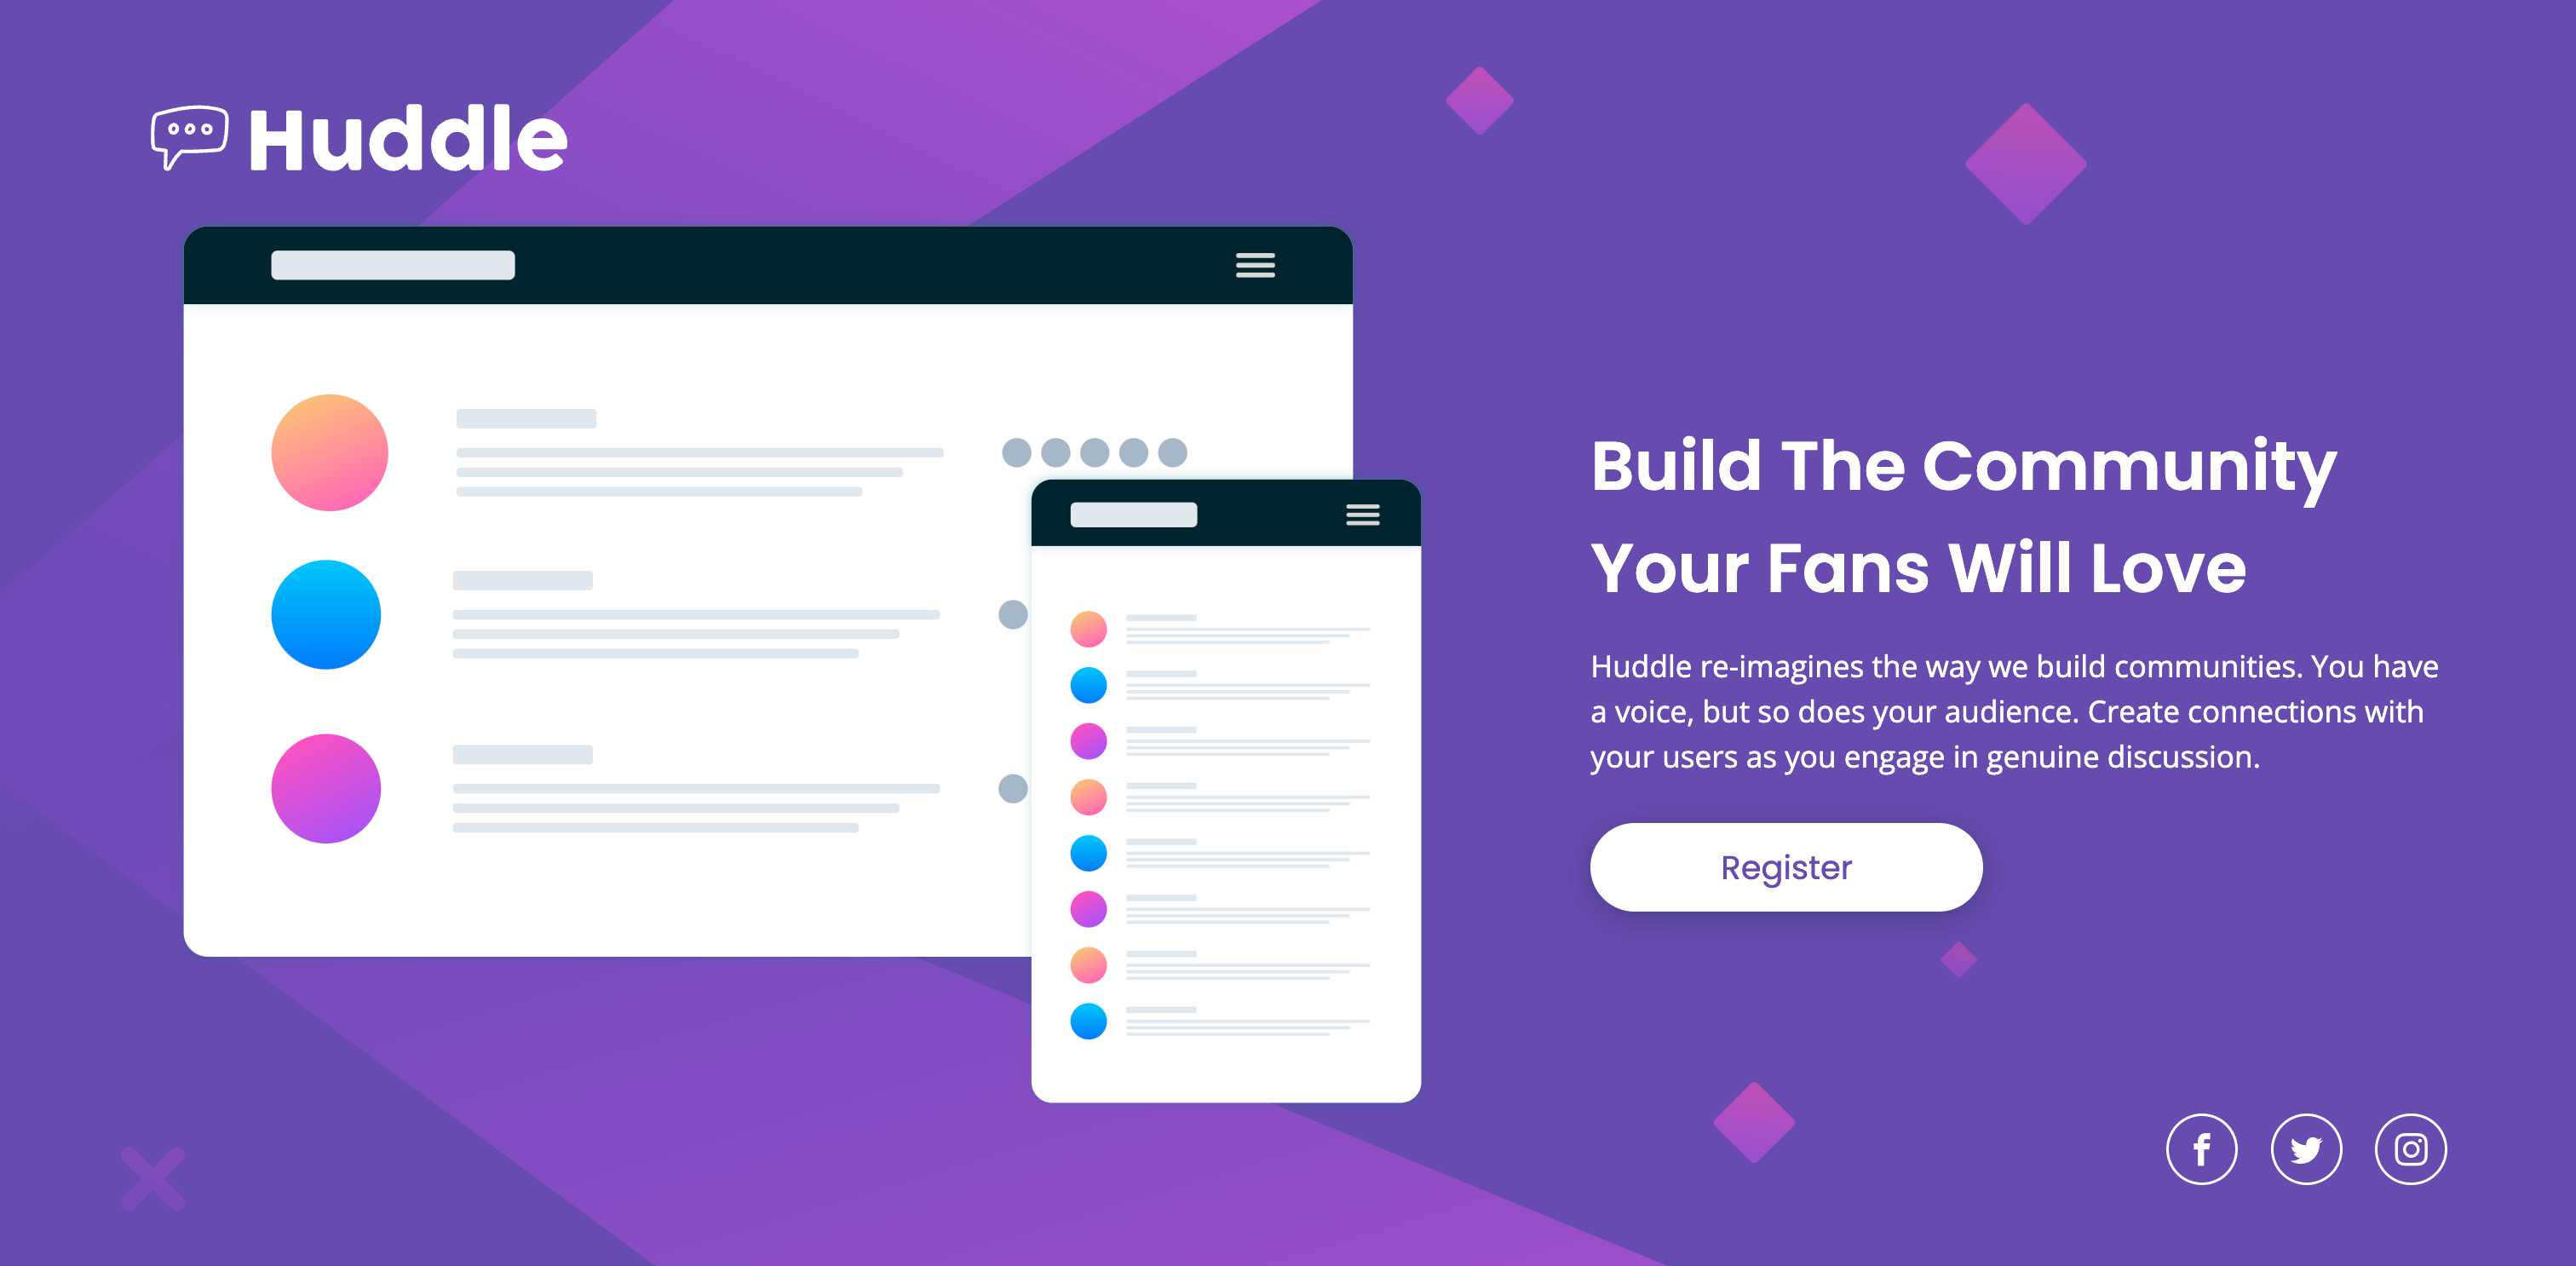 Huddle
Build The Community
Your Fans Will Love
Huddle re-imagines the way we build communities. You have
a voice, but so does your audience. Create connections with
your users as you engage in genuine discussion.
Register